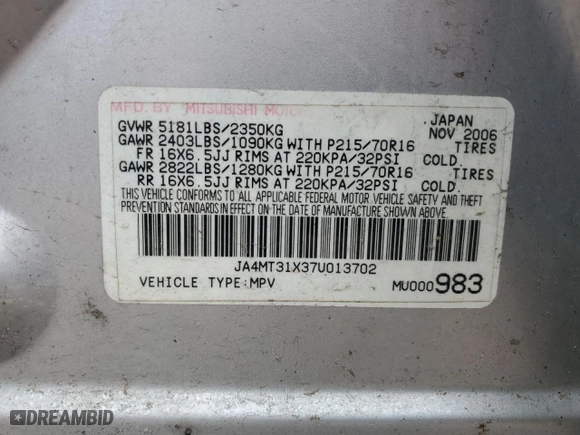 MFD. BY MITSUBISHI MOTOR
JAPAN
GVWR 5181LBS/2350KG NOV 2006
GAWR 2403LBS/1090KG WITH P215/70R16 TIRES
FR 16X6.5JJ RIMS AT 220KPA/32PSI COLD.
GAWR 2822LBS/1280KG WITH P215/70R16 TIRES
RR 16X6.5JJ RIMS AT 220KPA/32PSI COLD.
THIS VEHICLE CONFORMS TO ALL APPLICABLE FEDERAL MOTOR VEHICLE SAFETY AND THEFT
PREVENTION STANDARDS IN EFFECT ON THE DATE OF MANUFACTURE SHOWN ABOVE.
JA4MT31X37U013702
VEHICLE TYPE:MPV MU000983
DREAMBID